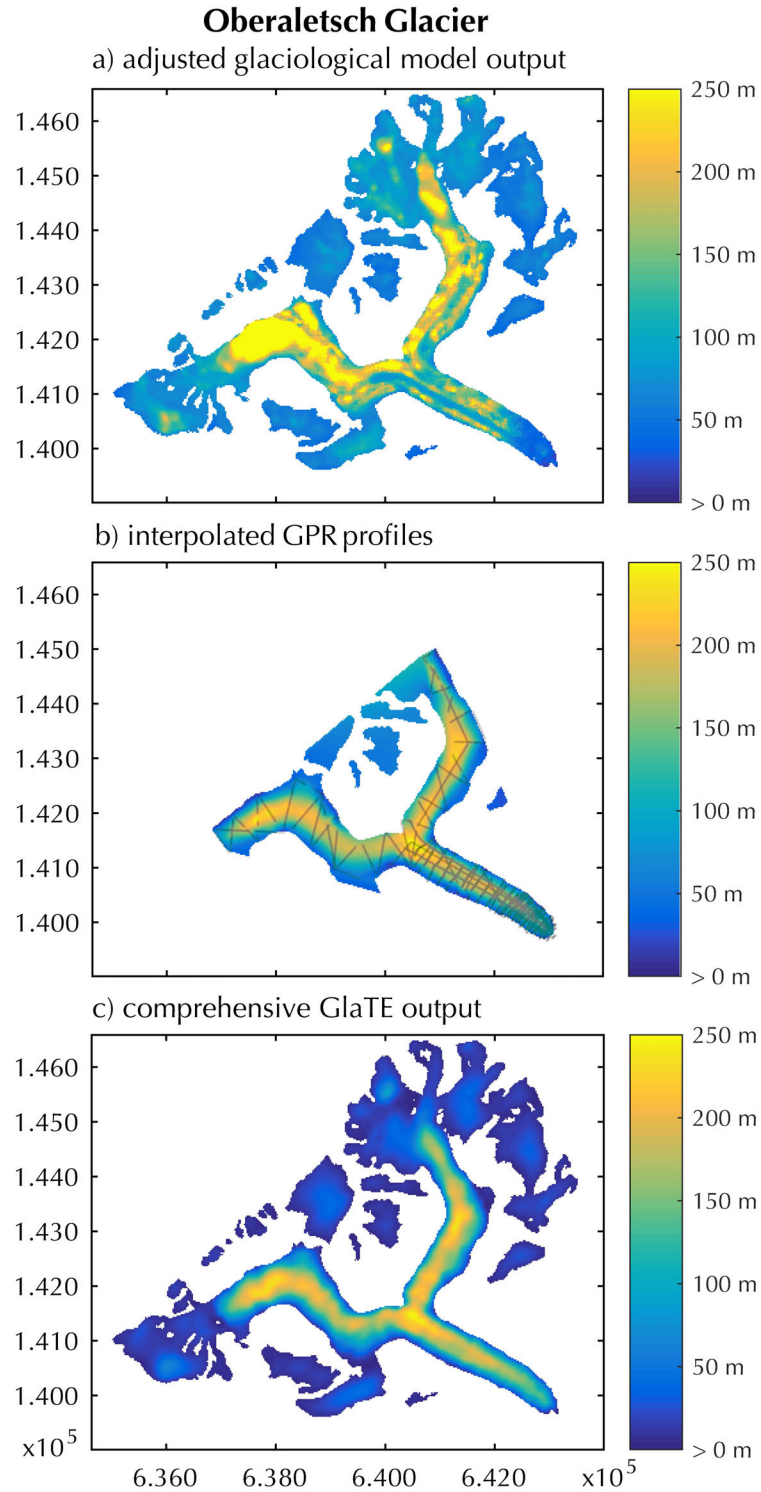 Oberaletsch Glacier
a) adjusted glaciological model output
1.460
1.450
1.440
1.430
1.420
1.410
1.400
250 m
200 m
150 m
100 m
50 m
> 0 m
b) interpolated GPR profiles
1.460
1.450
1.440
1.430
1.420
1.410
1.400
250 m
200 m
150 m
100 m
50 m
> 0 m
c) comprehensive GlaTE output
1.460
1.450
1.440
1.430
1.420
1.410
1.400
x10^5
250 m
200 m
150 m
100 m
50 m
> 0 m
6.360 6.380 6.400 6.420 x10^5